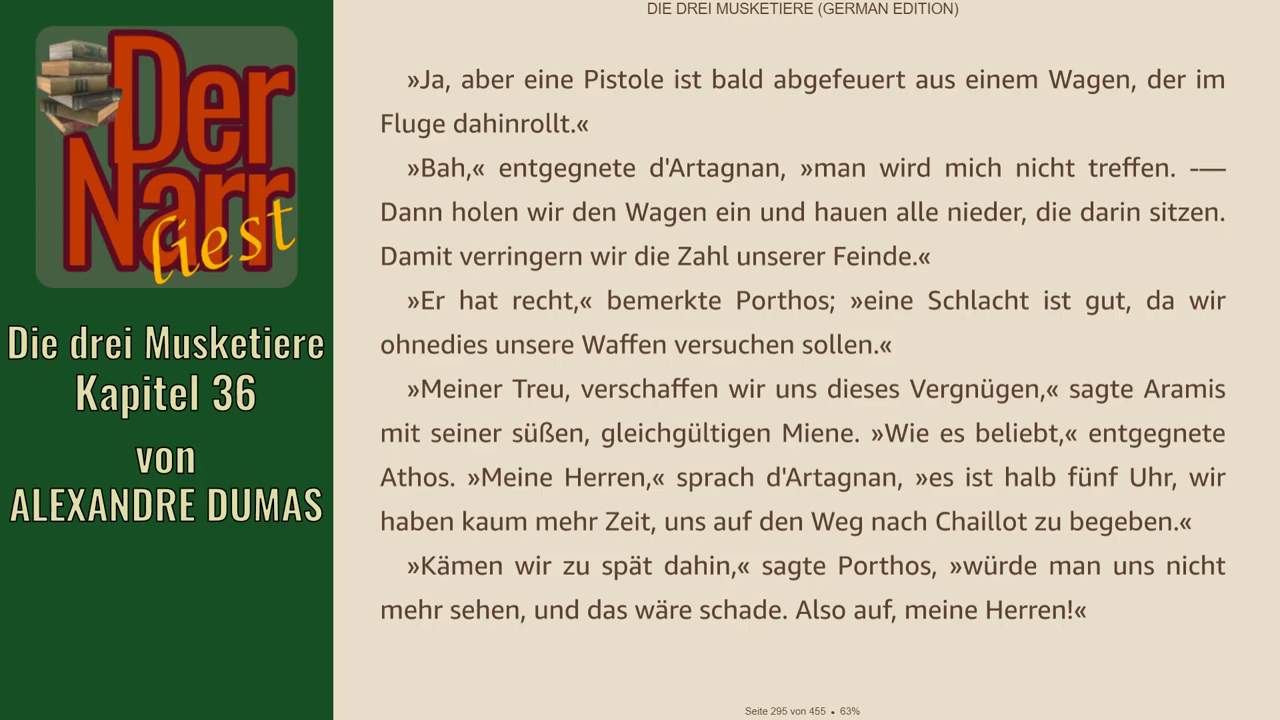 Der
Narr
liest
Die drei Musketiere
Kapitel 36
von
ALEXANDRE DUMAS
DIE DREI MUSKETIERE (GERMAN EDITION)
»Ja, aber eine Pistole ist bald abgefeuert aus einem Wagen, der im
Fluge dahinrollt.«
»Bah,« entgegnete d'Artagnan, »man wird mich nicht treffen. -—
Dann holen wir den Wagen ein und hauen alle nieder, die darin sitzen.
Damit verringern wir die Zahl unserer Feinde.«
»Er hat recht,« bemerkte Porthos; »eine Schlacht ist gut, da wir
ohnedies unsere Waffen versuchen sollen.«
»Meiner Treu, verschaffen wir uns dieses Vergnügen,« sagte Aramis
mit seiner süßen, gleichgültigen Miene. »Wie es beliebt,« entgegnete
Athos. »Meine Herren,« sprach d'Artagnan, »es ist halb fünf Uhr, wir
haben kaum mehr Zeit, uns auf den Weg nach Chaillot zu begeben.«
»Kämen wir zu spät dahin,« sagte Porthos, »würde man uns nicht
mehr sehen, und das wäre schade. Also auf, meine Herren!«
Seite 295 von 455 • 63%